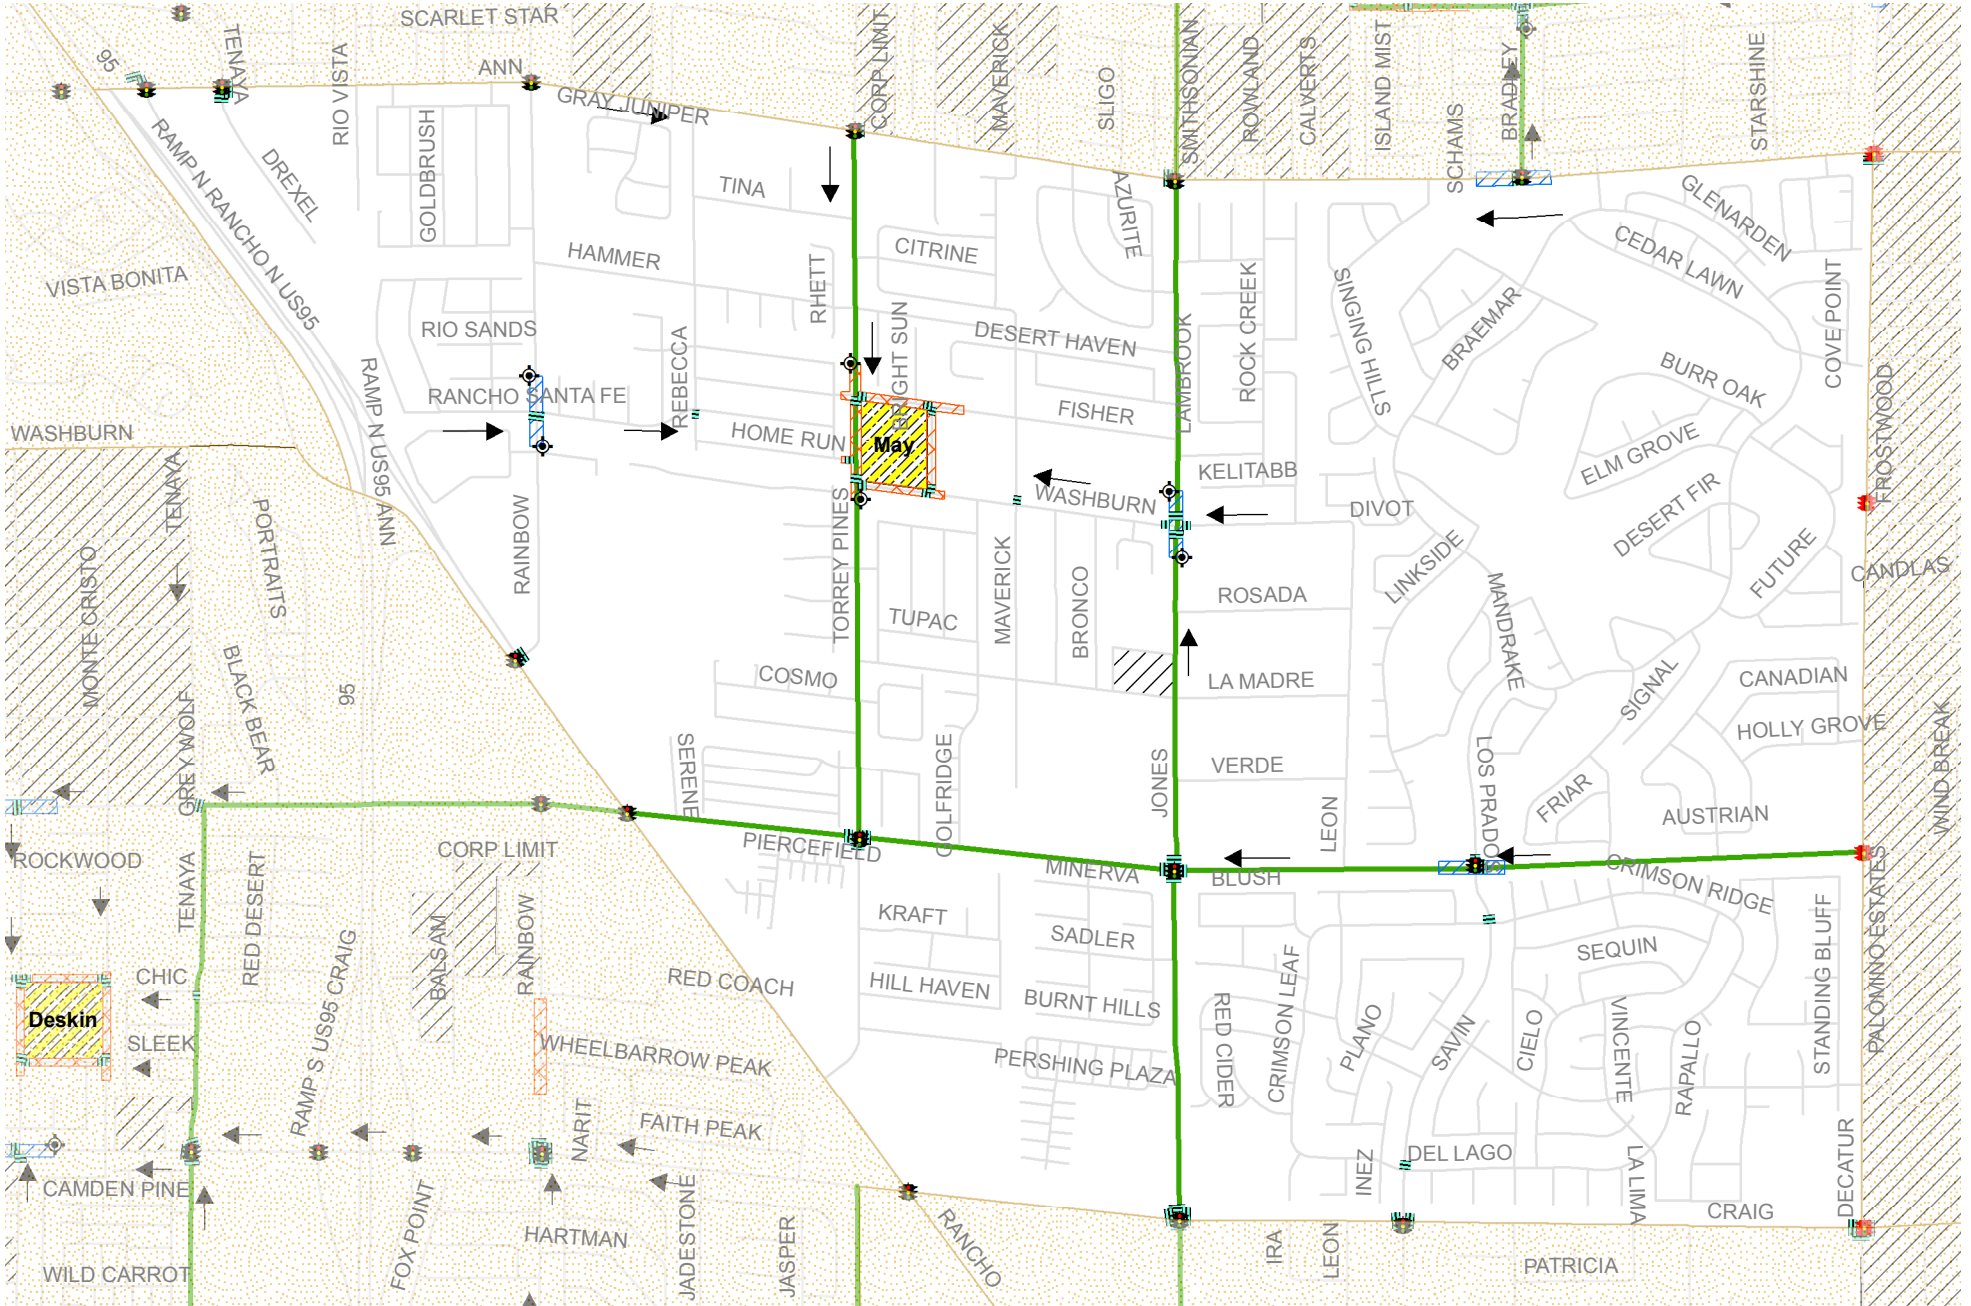 SCARLET STAR
95
TENAYA
RIO VISTA
ANN
GRAY JUNIPER
CORP LIMIT
MAVERICK
SLIGO
SMITHSONIAN
ROWLAND
CALVERTS
ISLAND MIST
SCHAMS
BRADLEY
STARSHINE
RAMP N RANCHO N US95
DREXEL
GOLDBRUSH
TINA
AZURITE
GLENARDEN
CEDAR LAWN
COVE POINT
VISTA BONITA
HAMMER
RHETT
CITRINE
ROCK CREEK
SINGING HILLS
BRAEMAR
RIO SANDS
REBECCA
BRIGHT SUN
DESERT HAVEN
LAMBROOK
BURR OAK
RANCHO SANTA FE
RAMP N US95 ANN
FISHER
FROSTWOOD
WASHBURN
HOME RUN
May
WASHBURN
KELITABB
ELM GROVE
DIVOT
DESERT FIR
TENAYA
PORTRAITS
RAINBOW
TORREY PINES
MAVERICK
BRONCO
LINKSIDE
MANDRAKE
FUTURE
CANDLAS
MONTE CRISTO
ROSADA
TUPAC
BLACK BEAR
95
COSMO
LA MADRE
SIGNAL
CANADIAN
HOLLY GROVE
WIND BREAK
GREY WOLF
SERENE
GOLFRIDGE
JONES
VERDE
LEON
LOS PRADOS
FRIAR
AUSTRIAN
ROCKWOOD
CORP LIMIT
PIERCEFIELD
MINERVA
BLUSH
CRIMSON RIDGE
PALOMINO ESTATES
TENAYA
RED DESERT
BALSAM
RAINBOW
KRAFT
SADLER
SEQUIN
STANDING BLUFF
CHIC
RAMP S US95 CRAIG
RED COACH
HILL HAVEN
BURNT HILLS
RED CIDER
CRIMSON LEAF
PLANO
SAVIN
CIELO
VINCENTE
RAPALLO
Deskin
SLEEK
WHEELBARROW PEAK
PERSHING PLAZA
NARIT
FAITH PEAK
INEZ
DEL LAGO
LA LIMA
DECATUR
CAMDEN PINE
FOX POINT
HARTMAN
JADESTONE
JASPER
RANCHO
IRA
LEON
CRAIG
WILD CARROT
PATRICIA